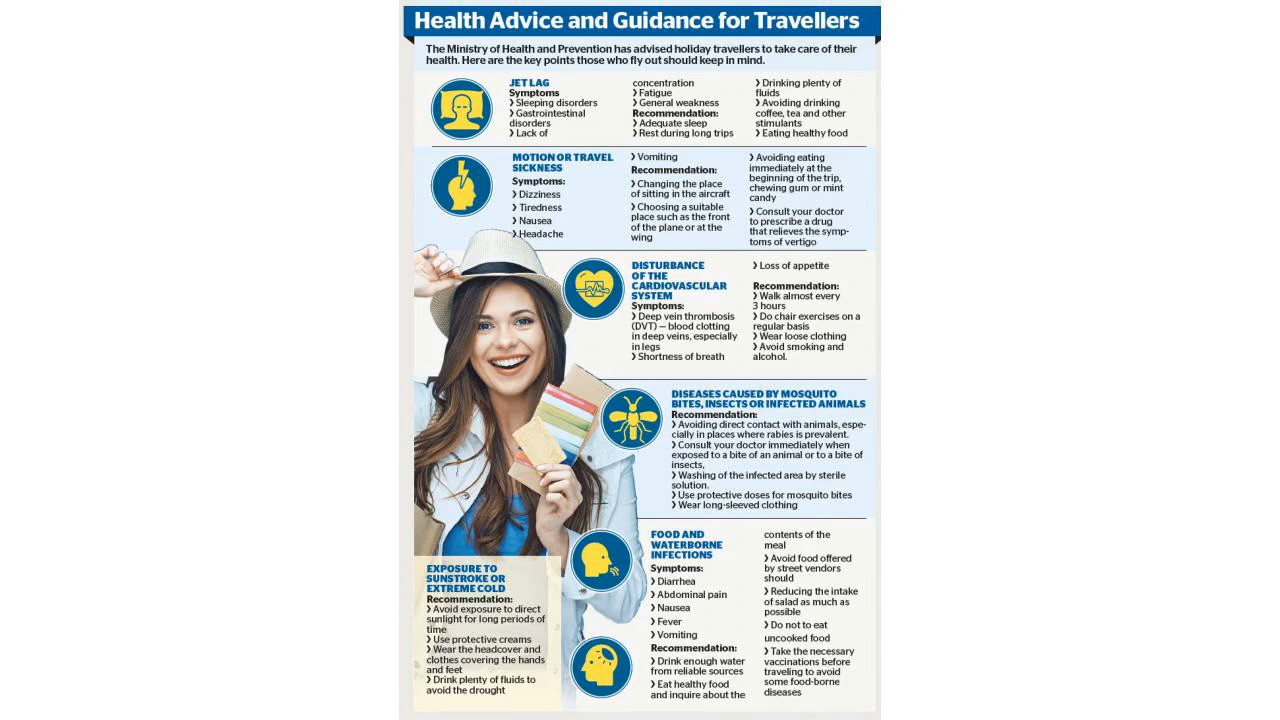 Health Advice and Guidance for Travellers
The Ministry of Health and Prevention has advised holiday travellers to take care of their
health. Here are the key points those who fly out should keep in mind.
JET LAG
Symptoms
❯ Sleeping disorders
❯ Gastrointestinal
disorders
❯ Lack of
concentration
❯ Fatigue
❯ General weakness
Recommendation:
❯ Adequate sleep
❯ Rest during long trips
❯ Drinking plenty of
fluids
❯ Avoiding drinking
coffee, tea and other
stimulants
❯ Eating healthy food
MOTION OR TRAVEL
SICKNESS
Symptoms:
❯ Dizziness
❯ Tiredness
❯ Nausea
❯ Headache
❯ Vomiting
Recommendation:
❯ Changing the place
of sitting in the aircraft
❯ Choosing a suitable
place such as the front
of the plane or at the
wing
❯ Avoiding eating
immediately at the
beginning of the trip,
chewing gum or mint
candy
❯ Consult your doctor
to prescribe a drug
that relieves the symp-
toms of vertigo
DISTURBANCE
OF THE
CARDIOVASCULAR
SYSTEM
Symptoms:
❯ Deep vein thrombosis
(DVT) — blood clotting
in deep veins, especially
in legs
❯ Shortness of breath
❯ Loss of appetite
Recommendation:
❯ Walk almost every
3 hours
❯ Do chair exercises on a
regular basis
❯ Wear loose clothing
❯ Avoid smoking and
alcohol.
DISEASES CAUSED BY MOSQUITO
BITES, INSECTS OR INFECTED ANIMALS
Recommendation:
❯ Avoiding direct contact with animals, espe-
cially in places where rabies is prevalent.
❯ Consult your doctor immediately when
exposed to a bite of an animal or to a bite of
insects,
❯ Washing of the infected area by sterile
solution.
❯ Use protective doses for mosquito bites
❯ Wear long-sleeved clothing
FOOD AND
WATERBORNE
INFECTIONS
Symptoms:
❯ Diarrhea
❯ Abdominal pain
❯ Nausea
❯ Fever
❯ Vomiting
Recommendation:
❯ Drink enough water
from reliable sources
❯ Eat healthy food
and inquire about the
contents of the
meal
❯ Avoid food offered
by street vendors
should
❯ Reducing the intake
of salad as much as
possible
❯ Do not to eat
uncooked food
❯ Take the necessary
vaccinations before
traveling to avoid
some food-borne
diseases
EXPOSURE TO
SUNSTROKE OR
EXTREME COLD
Recommendation:
❯ Avoid exposure to direct
sunlight for long periods of
time
❯ Use protective creams
❯ Wear the headcover and
clothes covering the hands
and feet
❯ Drink plenty of fluids to
avoid the drought